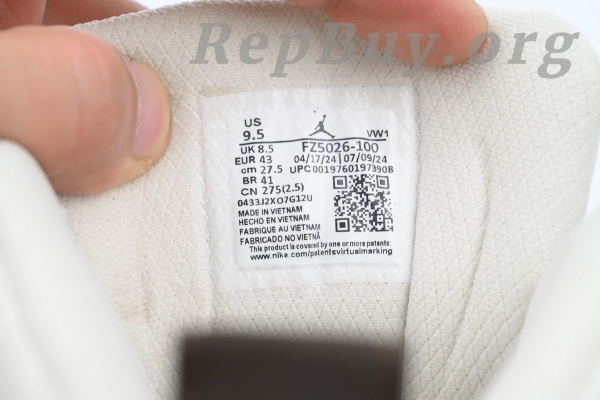 RepBuy.org
US
9.5 VW1
UK 8.5 FZ5026-100
EUR 43 04/17/24 | 07/09/24
cm 27.5 UPC 00197601973908
BR 41
CN 275(2.5)
0433J2XO7G12U
MADE IN VIETNAM
HECHO EN VIETNAM
FABRIQUE AU VIETNAM
FABRICADO NO VIETNÃ
This product is covered by one or more patents:
www.nike.com/patentsvirtualmarking